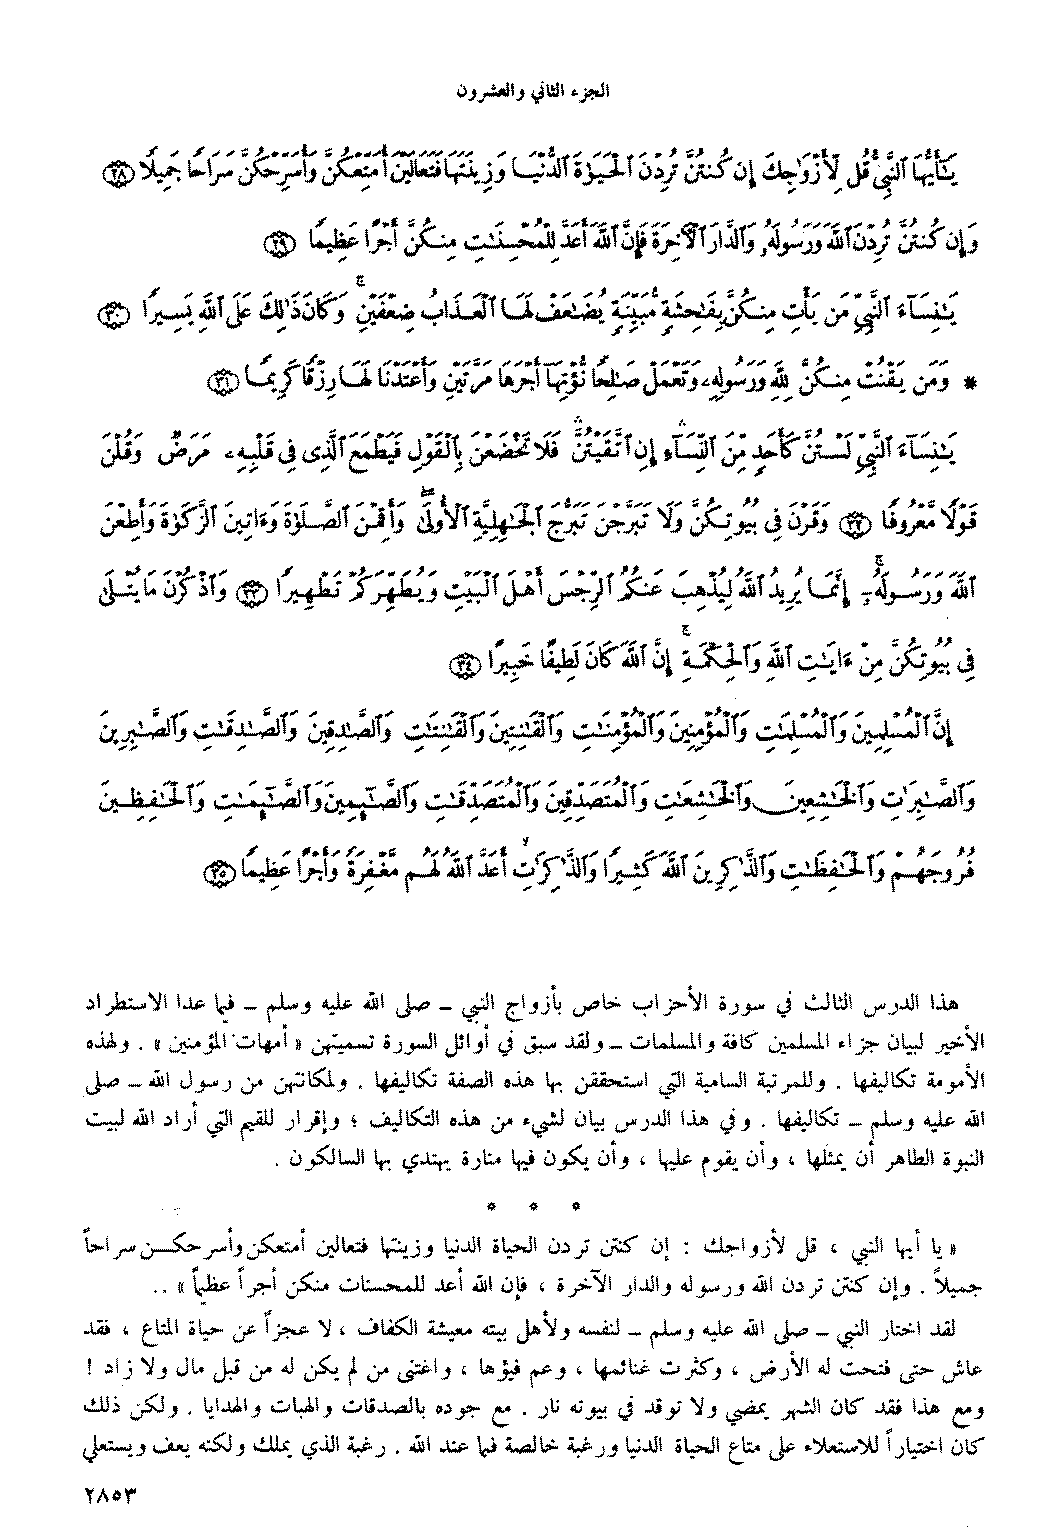 الجزء الثاني والعشرون
يَـٰٓأَيُّهَا ٱلنَّبِىُّ قُل لِّأَزْوَٰجِكَ إِن كُنتُنَّ تُرِدْنَ ٱلْحَيَوٰةَ ٱلدُّنْيَا وَزِينَتَهَا فَتَعَالَيْنَ أُمَتِّعْكُنَّ وَأُسَرِّحْكُنَّ سَرَاحًا جَمِيلًا ﴿٢٨﴾
وَإِن كُنتُنَّ تُرِدْنَ ٱللَّهَ وَرَسُولَهُۥ وَٱلدَّارَ ٱلْـَٔاخِرَةَ فَإِنَّ ٱللَّهَ أَعَدَّ لِلْمُحْسِنَـٰتِ مِنكُنَّ أَجْرًا عَظِيمًا ﴿٢٩﴾
يَـٰنِسَآءَ ٱلنَّبِىِّ مَن يَأْتِ مِنكُنَّ بِفَـٰحِشَةٍ مُّبَيِّنَةٍ يُضَـٰعَفْ لَهَا ٱلْعَذَابُ ضِعْفَيْنِ ۚ وَكَانَ ذَٰلِكَ عَلَى ٱللَّهِ يَسِيرًا ﴿٣٠﴾
* وَمَن يَقْنُتْ مِنكُنَّ لِلَّهِ وَرَسُولِهِۦ وَتَعْمَلْ صَـٰلِحًا نُّؤْتِهَآ أَجْرَهَا مَرَّتَيْنِ وَأَعْتَدْنَا لَهَا رِزْقًا كَرِيمًا ﴿٣١﴾
يَـٰنِسَآءَ ٱلنَّبِىِّ لَسْتُنَّ كَأَحَدٍ مِّنَ ٱلنِّسَآءِ ۛ إِنِ ٱتَّقَيْتُنَّ ۛ فَلَا تَخْضَعْنَ بِٱلْقَوْلِ فَيَطْمَعَ ٱلَّذِى فِى قَلْبِهِۦ مَرَضٌ وَقُلْنَ
قَوْلًا مَّعْرُوفًا ﴿٣٢﴾ وَقَرْنَ فِى بُيُوتِكُنَّ وَلَا تَبَرَّجْنَ تَبَرُّجَ ٱلْجَـٰهِلِيَّةِ ٱلْأُولَىٰ ۖ وَأَقِمْنَ ٱلصَّلَوٰةَ وَءَاتِينَ ٱلزَّكَوٰةَ وَأَطِعْنَ
ٱللَّهَ وَرَسُولَهُۥٓ ۚ إِنَّمَا يُرِيدُ ٱللَّهُ لِيُذْهِبَ عَنكُمُ ٱلرِّجْسَ أَهْلَ ٱلْبَيْتِ وَيُطَهِّرَكُمْ تَطْهِيرًا ﴿٣٣﴾ وَٱذْكُرْنَ مَا يُتْلَىٰ
فِى بُيُوتِكُنَّ مِنْ ءَايَـٰتِ ٱللَّهِ وَٱلْحِكْمَةِ ۚ إِنَّ ٱللَّهَ كَانَ لَطِيفًا خَبِيرًا ﴿٣٤﴾
إِنَّ ٱلْمُسْلِمِينَ وَٱلْمُسْلِمَـٰتِ وَٱلْمُؤْمِنِينَ وَٱلْمُؤْمِنَـٰتِ وَٱلْقَـٰنِتِينَ وَٱلْقَـٰنِتَـٰتِ وَٱلصَّـٰدِقِينَ وَٱلصَّـٰدِقَـٰتِ وَٱلصَّـٰبِرِينَ
وَٱلصَّـٰبِرَٰتِ وَٱلْخَـٰشِعِينَ وَٱلْخَـٰشِعَـٰتِ وَٱلْمُتَصَدِّقِينَ وَٱلْمُتَصَدِّقَـٰتِ وَٱلصَّـٰٓئِمِينَ وَٱلصَّـٰٓئِمَـٰتِ وَٱلْحَـٰفِظِينَ
فُرُوجَهُمْ وَٱلْحَـٰفِظَـٰتِ وَٱلذَّٰكِرِينَ ٱللَّهَ كَثِيرًا وَٱلذَّٰكِرَٰتِ ۙ أَعَدَّ ٱللَّهُ لَهُم مَّغْفِرَةً وَأَجْرًا عَظِيمًا ﴿٣٥﴾
هذا الدرس الثالث في سورة الأحزاب خاص بأزواج النبي – صلى الله عليه وسلم – فيما عدا الاستطراد
الأخير لبيان جزاء المسلمين كافة والمسلمات – ولقد سبق في أوائل السورة تسميتهن « أمهات المؤمنين » . ولهذه
الأمومة تكاليفها . وللمرتبة السامية التي استحققن بها هذه الصفة تكاليفها . ولمكانتهن من رسول الله – صلى
الله عليه وسلم – تكاليفها . وفي هذا الدرس بيان لشيء من هذه التكاليف ؛ وإقرار للقيم التي أراد الله لبيت
النبوة الطاهر أن يمثلها ، وأن يقوم عليها ، وأن يكون فيها منارة يهتدي بها السالكون .
* * *
« يا أيها النبي ، قل لأزواجك : إن كنتن تردن الحياة الدنيا وزينتها فتعالين أمتعكن وأسرحكن سراحاً
جميلاً . وإن كنتن تردن الله ورسوله والدار الآخرة ، فإن الله أعد للمحسنات منكن أجراً عظيماً » ..
لقد اختار النبي – صلى الله عليه وسلم – لنفسه ولأهل بيته معيشة الكفاف ، لا عجزاً عن حياة المتاع ، فقد
عاش حتى فتحت له الأرض ، وكثرت غنائمها ، وعم فيؤها ، واغتنى من لم يكن له من قبل مال ولا زاد !
ومع هذا فقد كان الشهر يمضي ولا توقد في بيوته نار . مع جوده بالصدقات والهبات والهدايا . ولكن ذلك
كان اختياراً للاستعلاء على متاع الحياة الدنيا ورغبة خالصة فيما عند الله . رغبة الذي يملك ولكنه يعف ويستعلي
٢٨٥٣